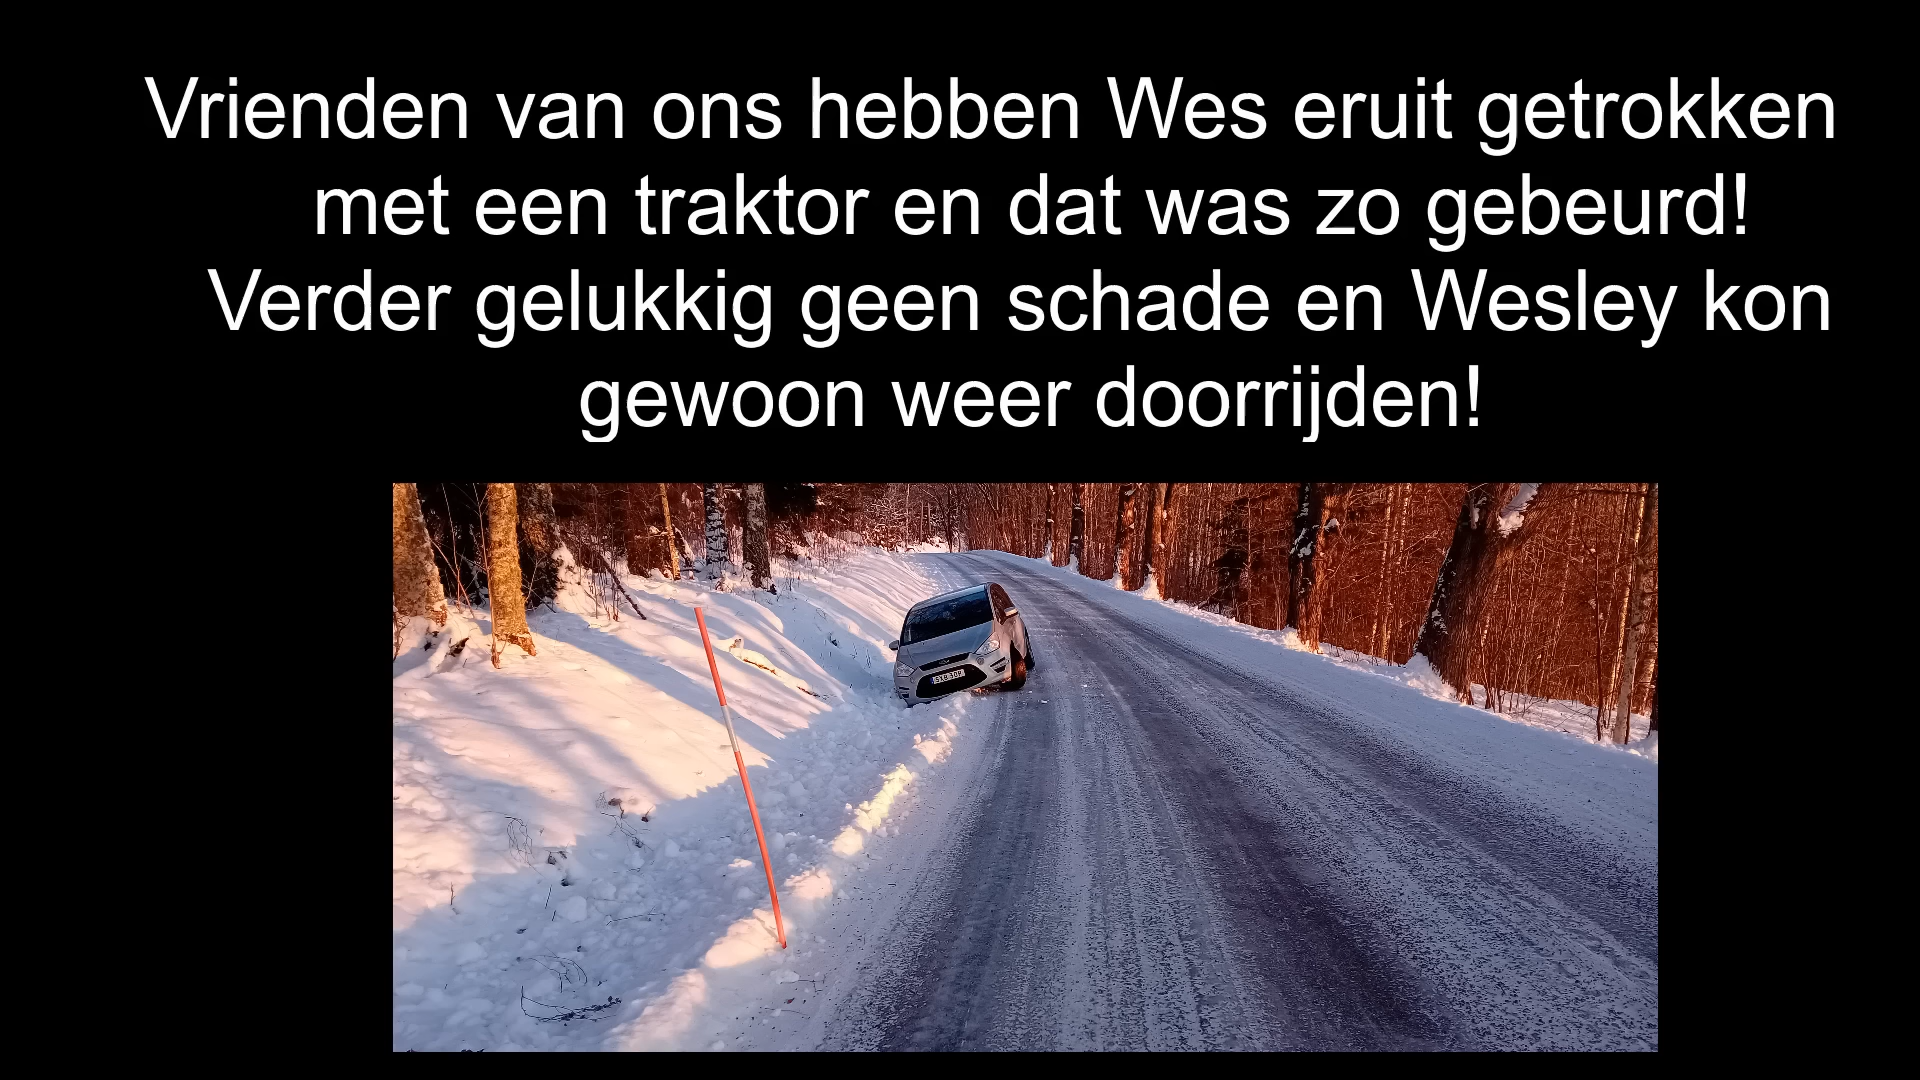 Vrienden van ons hebben Wes eruit getrokken
met een traktor en dat was zo gebeurd!
Verder gelukkig geen schade en Wesley kon
gewoon weer doorrijden!